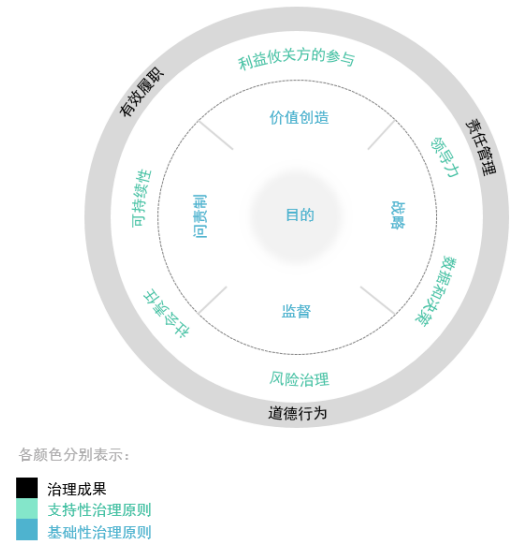 利益攸关方的参与
有效履职
价值创造
责任管理
领导力
可持续性
问责制
目的
战略
数据和决策
社会责任
监督
风险治理
道德行为
各颜色分别表示：
治理成果
支持性治理原则
基础性治理原则